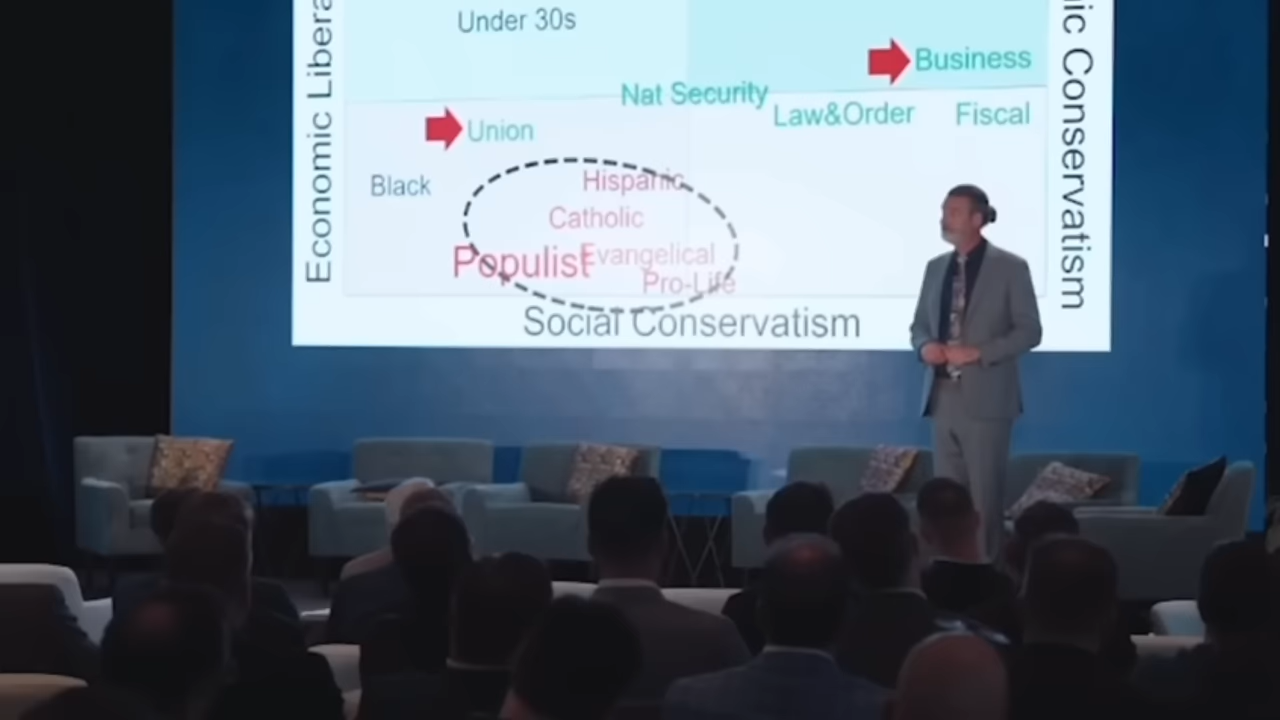 Under 30s
Business
Nat Security
Law&Order
Fiscal
Union
Black
Hispanic
Catholic
Evangelical
Populist
Pro-Life
Social Conservatism
Economic Libera
ic Conservatism